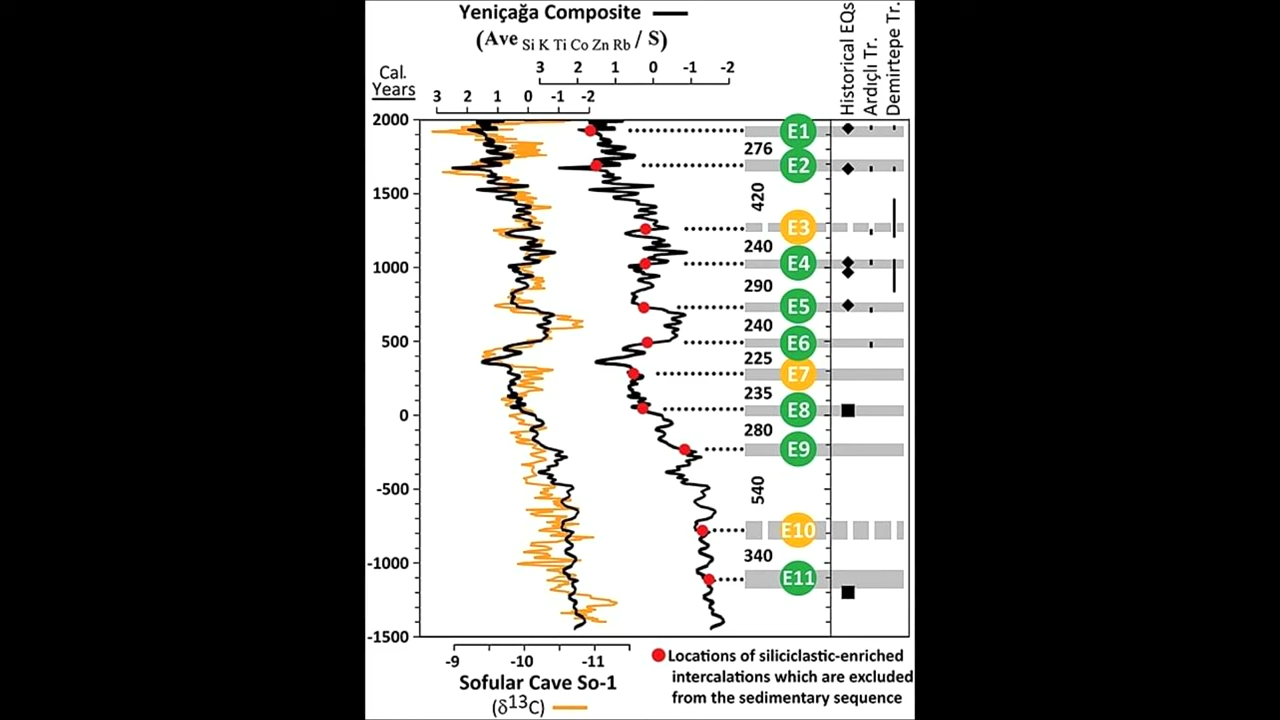 Yeniçağa Composite
(Ave Si K Ti Co Zn Rb / S)
3 2 1 0 -1 -2
Cal.
Years
3 2 1 0 -1 -2
Historical EQs
Ardıçlı Tr.
Demirtepe Tr.
2000
E1
276
E2
1500
420
E3
240
1000
E4
290
E5
500
240
E6
225
E7
235
0
E8
280
E9
-500
540
E10
-1000
340
E11
-1500
-9 -10 -11
Sofular Cave So-1
(δ13C)
Locations of siliciclastic-enriched
intercalations which are excluded
from the sedimentary sequence